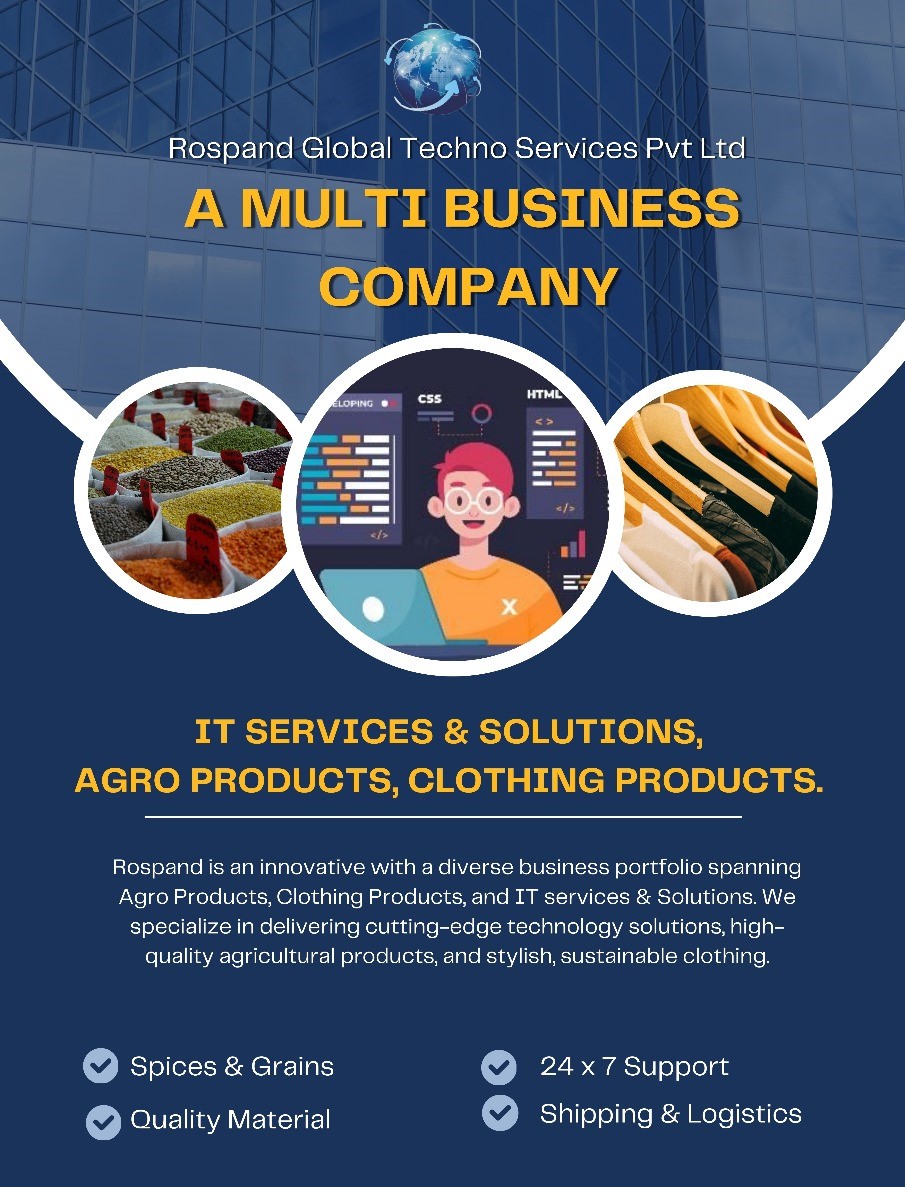 Rospand Global Techno Services Pvt Ltd
A MULTI BUSINESS
COMPANY
ELOPING
CSS
HTML
< >
</>
</>
X
IT SERVICES & SOLUTIONS,
AGRO PRODUCTS, CLOTHING PRODUCTS.
Rospand is an innovative with a diverse business portfolio spanning
Agro Products, Clothing Products, and IT services & Solutions. We
specialize in delivering cutting-edge technology solutions, high-
quality agricultural products, and stylish, sustainable clothing.
Spices & Grains
24 x 7 Support
Quality Material
Shipping & Logistics